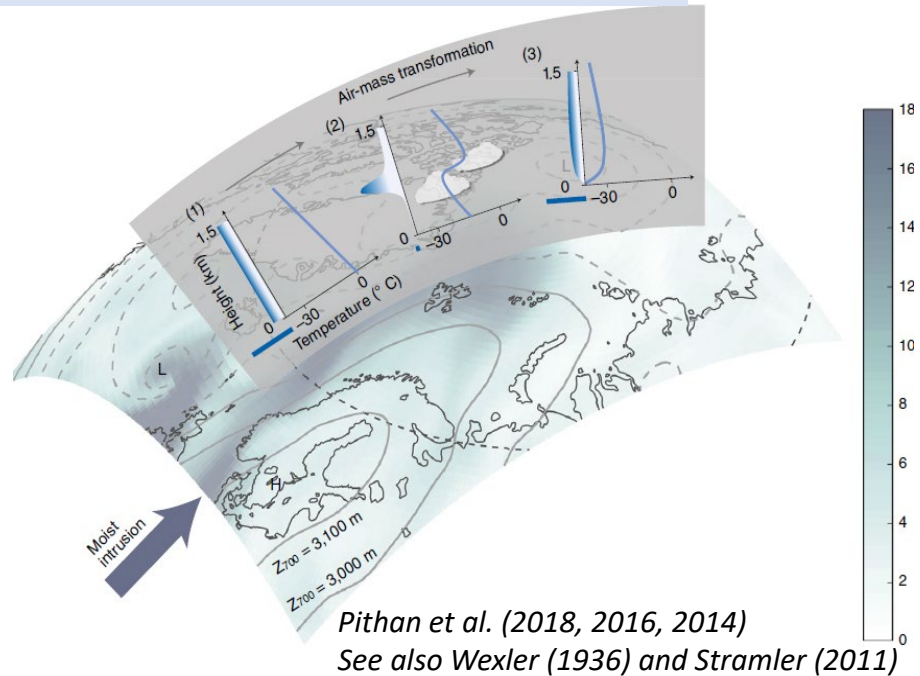 Air-mass transformation
(1)
1.5
Height (km)
0
−30
0
Temperature (° C)
(2)
1.5
0
−30
0
(3)
1.5
L
0
−30
0
L
H
Moist
intrusion
Z700 = 3,100 m
Z700 = 3,000 m
18
16
14
12
10
8
6
4
2
0
Pithan et al. (2018, 2016, 2014)
See also Wexler (1936) and Stramler (2011)